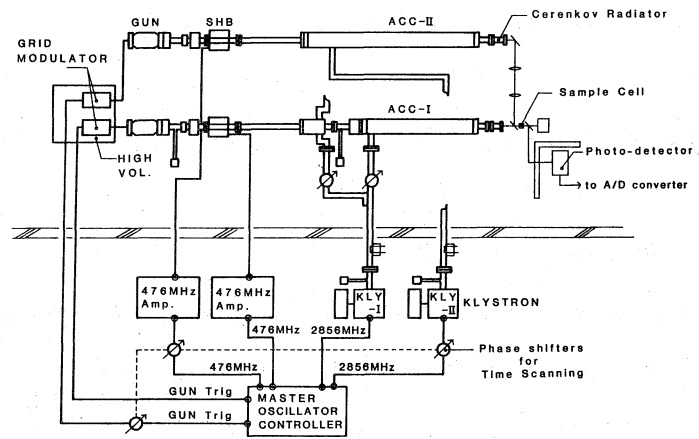 GUN
SHB
ACC-II
Cerenkov Radiator
GRID
MODULATOR
ACC-I
Sample Cell
HIGH
VOL.
Photo-detector
to A/D converter
476MHz
Amp.
476MHz
Amp.
KLY
-I
KLY
-II
KLYSTRON
476MHz
2856MHz
476MHz
2856MHz
Phase shifters
for
Time Scanning
GUN Trig
GUN Trig
MASTER
OSCILLATOR
CONTROLLER